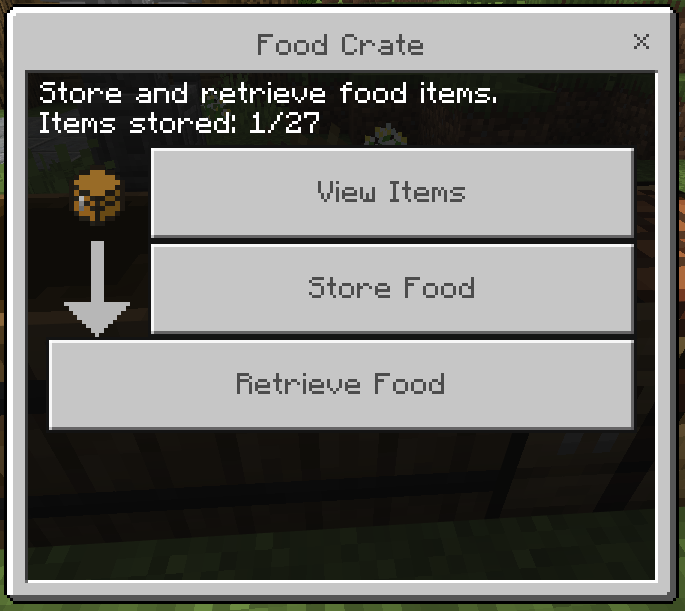 Food Crate
Store and retrieve food items.
Items stored: 1/27
View Items
Store Food
Retrieve Food